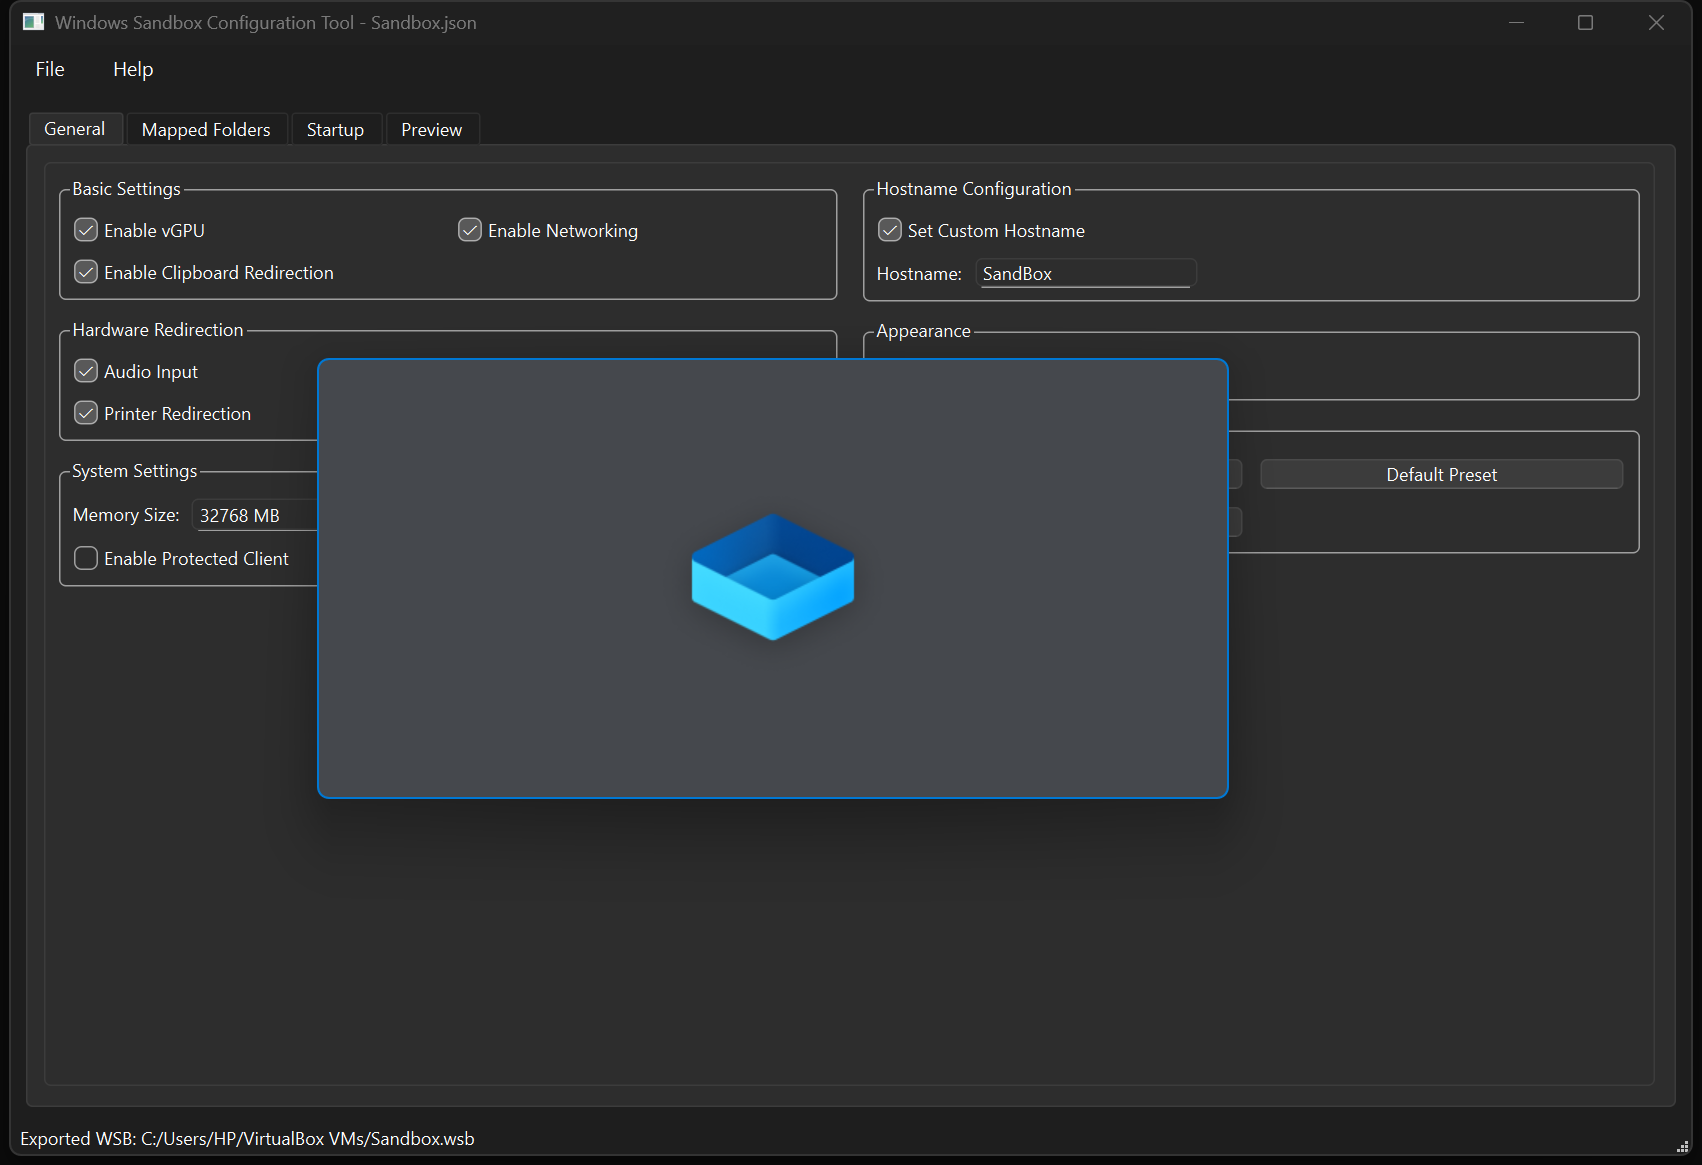 Windows Sandbox Configuration Tool - Sandbox.json
File Help
General Mapped Folders Startup Preview
Basic Settings
Enable vGPU Enable Networking
Enable Clipboard Redirection
Hostname Configuration
Set Custom Hostname
Hostname: SandBox
Hardware Redirection
Audio Input
Printer Redirection
Appearance
System Settings
Memory Size: 32768 MB
Enable Protected Client
Default Preset
Exported WSB: C:/Users/HP/VirtualBox VMs/Sandbox.wsb